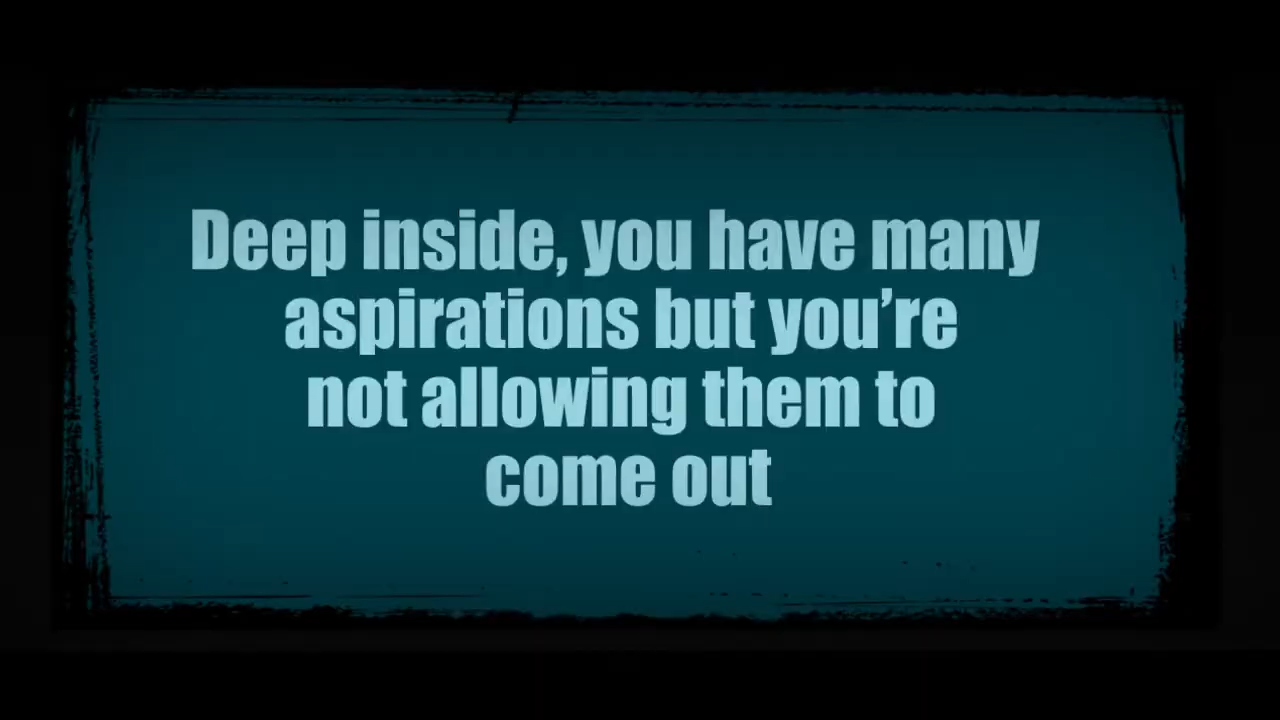 Deep inside, you have many
aspirations but you’re
not allowing them to
come out